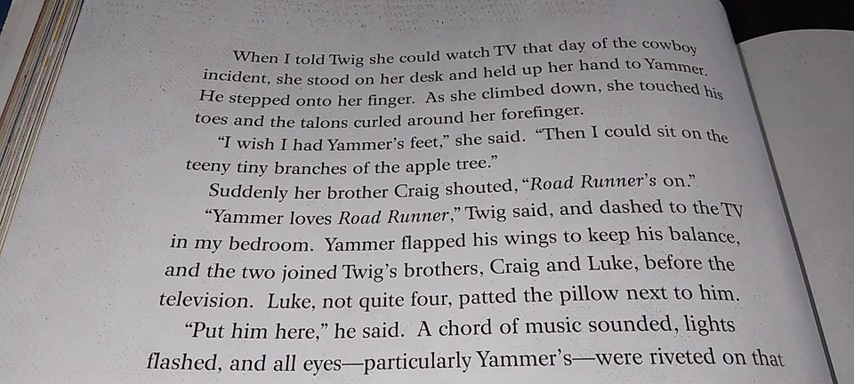 When I told Twig she could watch TV that day of the cowboy
incident, she stood on her desk and held up her hand to Yammer.
He stepped onto her finger. As she climbed down, she touched his
toes and the talons curled around her forefinger.
“I wish I had Yammer’s feet,” she said. “Then I could sit on the
teeny tiny branches of the apple tree.”
Suddenly her brother Craig shouted, “Road Runner’s on.”
“Yammer loves Road Runner,” Twig said, and dashed to the TV
in my bedroom. Yammer flapped his wings to keep his balance,
and the two joined Twig’s brothers, Craig and Luke, before the
television. Luke, not quite four, patted the pillow next to him.
“Put him here,” he said. A chord of music sounded, lights
flashed, and all eyes—particularly Yammer’s—were riveted on that